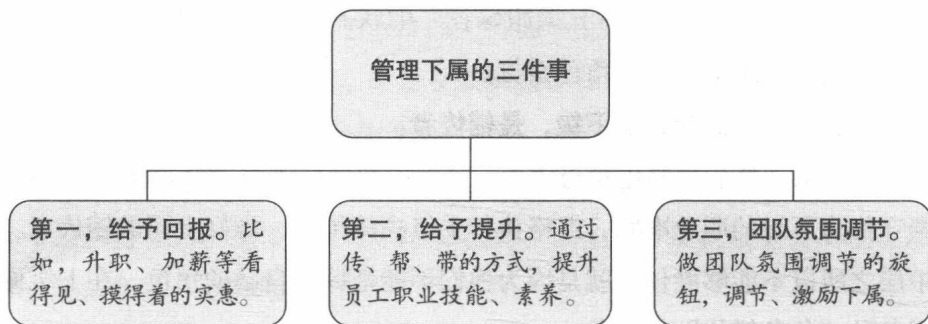 管理下属的三件事
第一，给予回报。比
如，升职、加薪等看
得见、摸得着的实惠。
第二，给予提升。通过
传、帮、带的方式，提升
员工职业技能、素养。
第三，团队氛围调节。
做团队氛围调节的旋
钮，调节、激励下属。